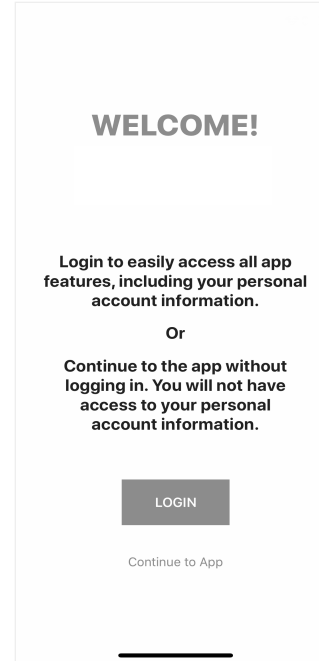 WELCOME!
Login to easily access all app
features, including your personal
account information.
Or
Continue to the app without
logging in. You will not have
access to your personal
account information.
LOGIN
Continue to App